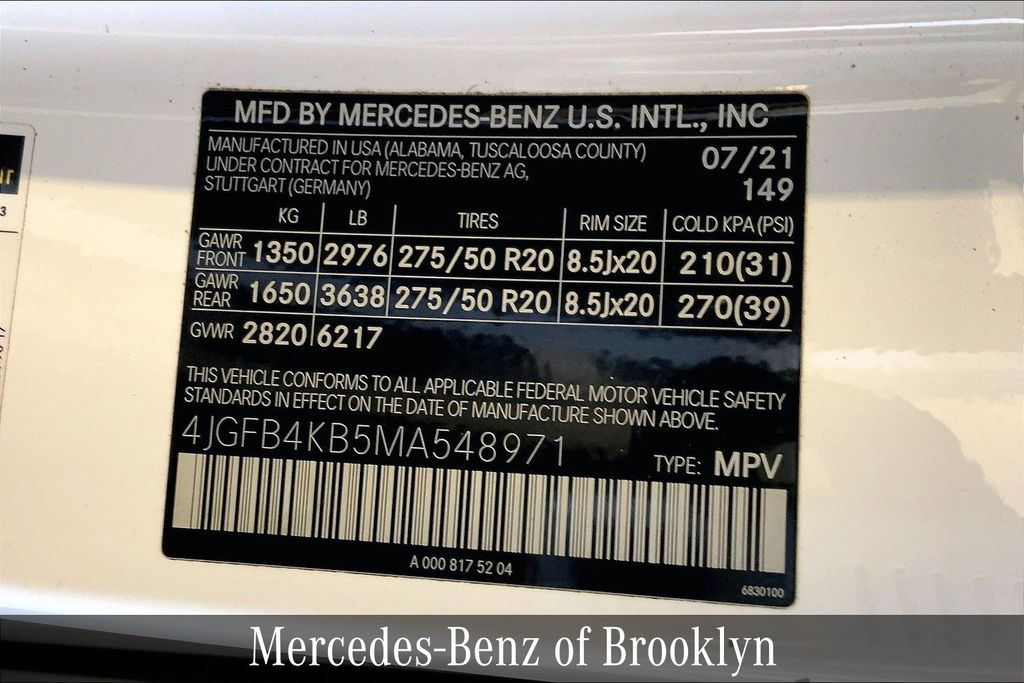 MFD BY MERCEDES-BENZ U.S. INTL., INC
MANUFACTURED IN USA (ALABAMA, TUSCALOOSA COUNTY) 07/21
UNDER CONTRACT FOR MERCEDES-BENZ AG,
STUTTGART (GERMANY) 149
KG LB TIRES RIM SIZE COLD KPA (PSI)
GAWR FRONT 1350 2976 275/50 R20 8.5Jx20 210(31)
GAWR REAR 1650 3638 275/50 R20 8.5Jx20 270(39)
GVWR 2820 6217
THIS VEHICLE CONFORMS TO ALL APPLICABLE FEDERAL MOTOR VEHICLE SAFETY
STANDARDS IN EFFECT ON THE DATE OF MANUFACTURE SHOWN ABOVE.
4JGFB4KB5MA548971
TYPE: MPV
A 000 817 52 04
6830100
Mercedes-Benz of Brooklyn